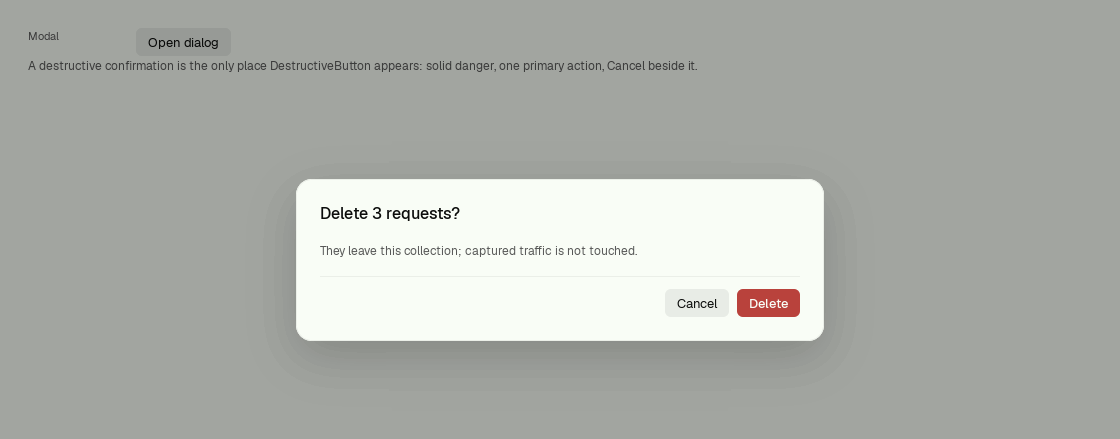 Modal
Open dialog
A destructive confirmation is the only place DestructiveButton appears: solid danger, one primary action, Cancel beside it.
Delete 3 requests?
They leave this collection; captured traffic is not touched.
Cancel
Delete